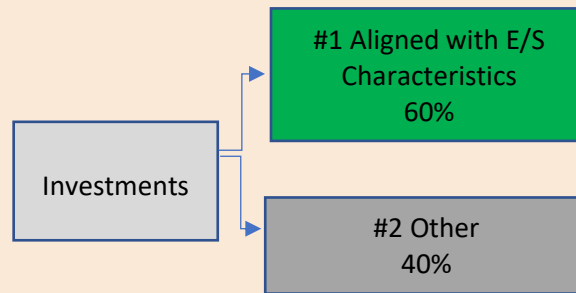 #1 Aligned with E/S
Characteristics
60%
Investments
#2 Other
40%